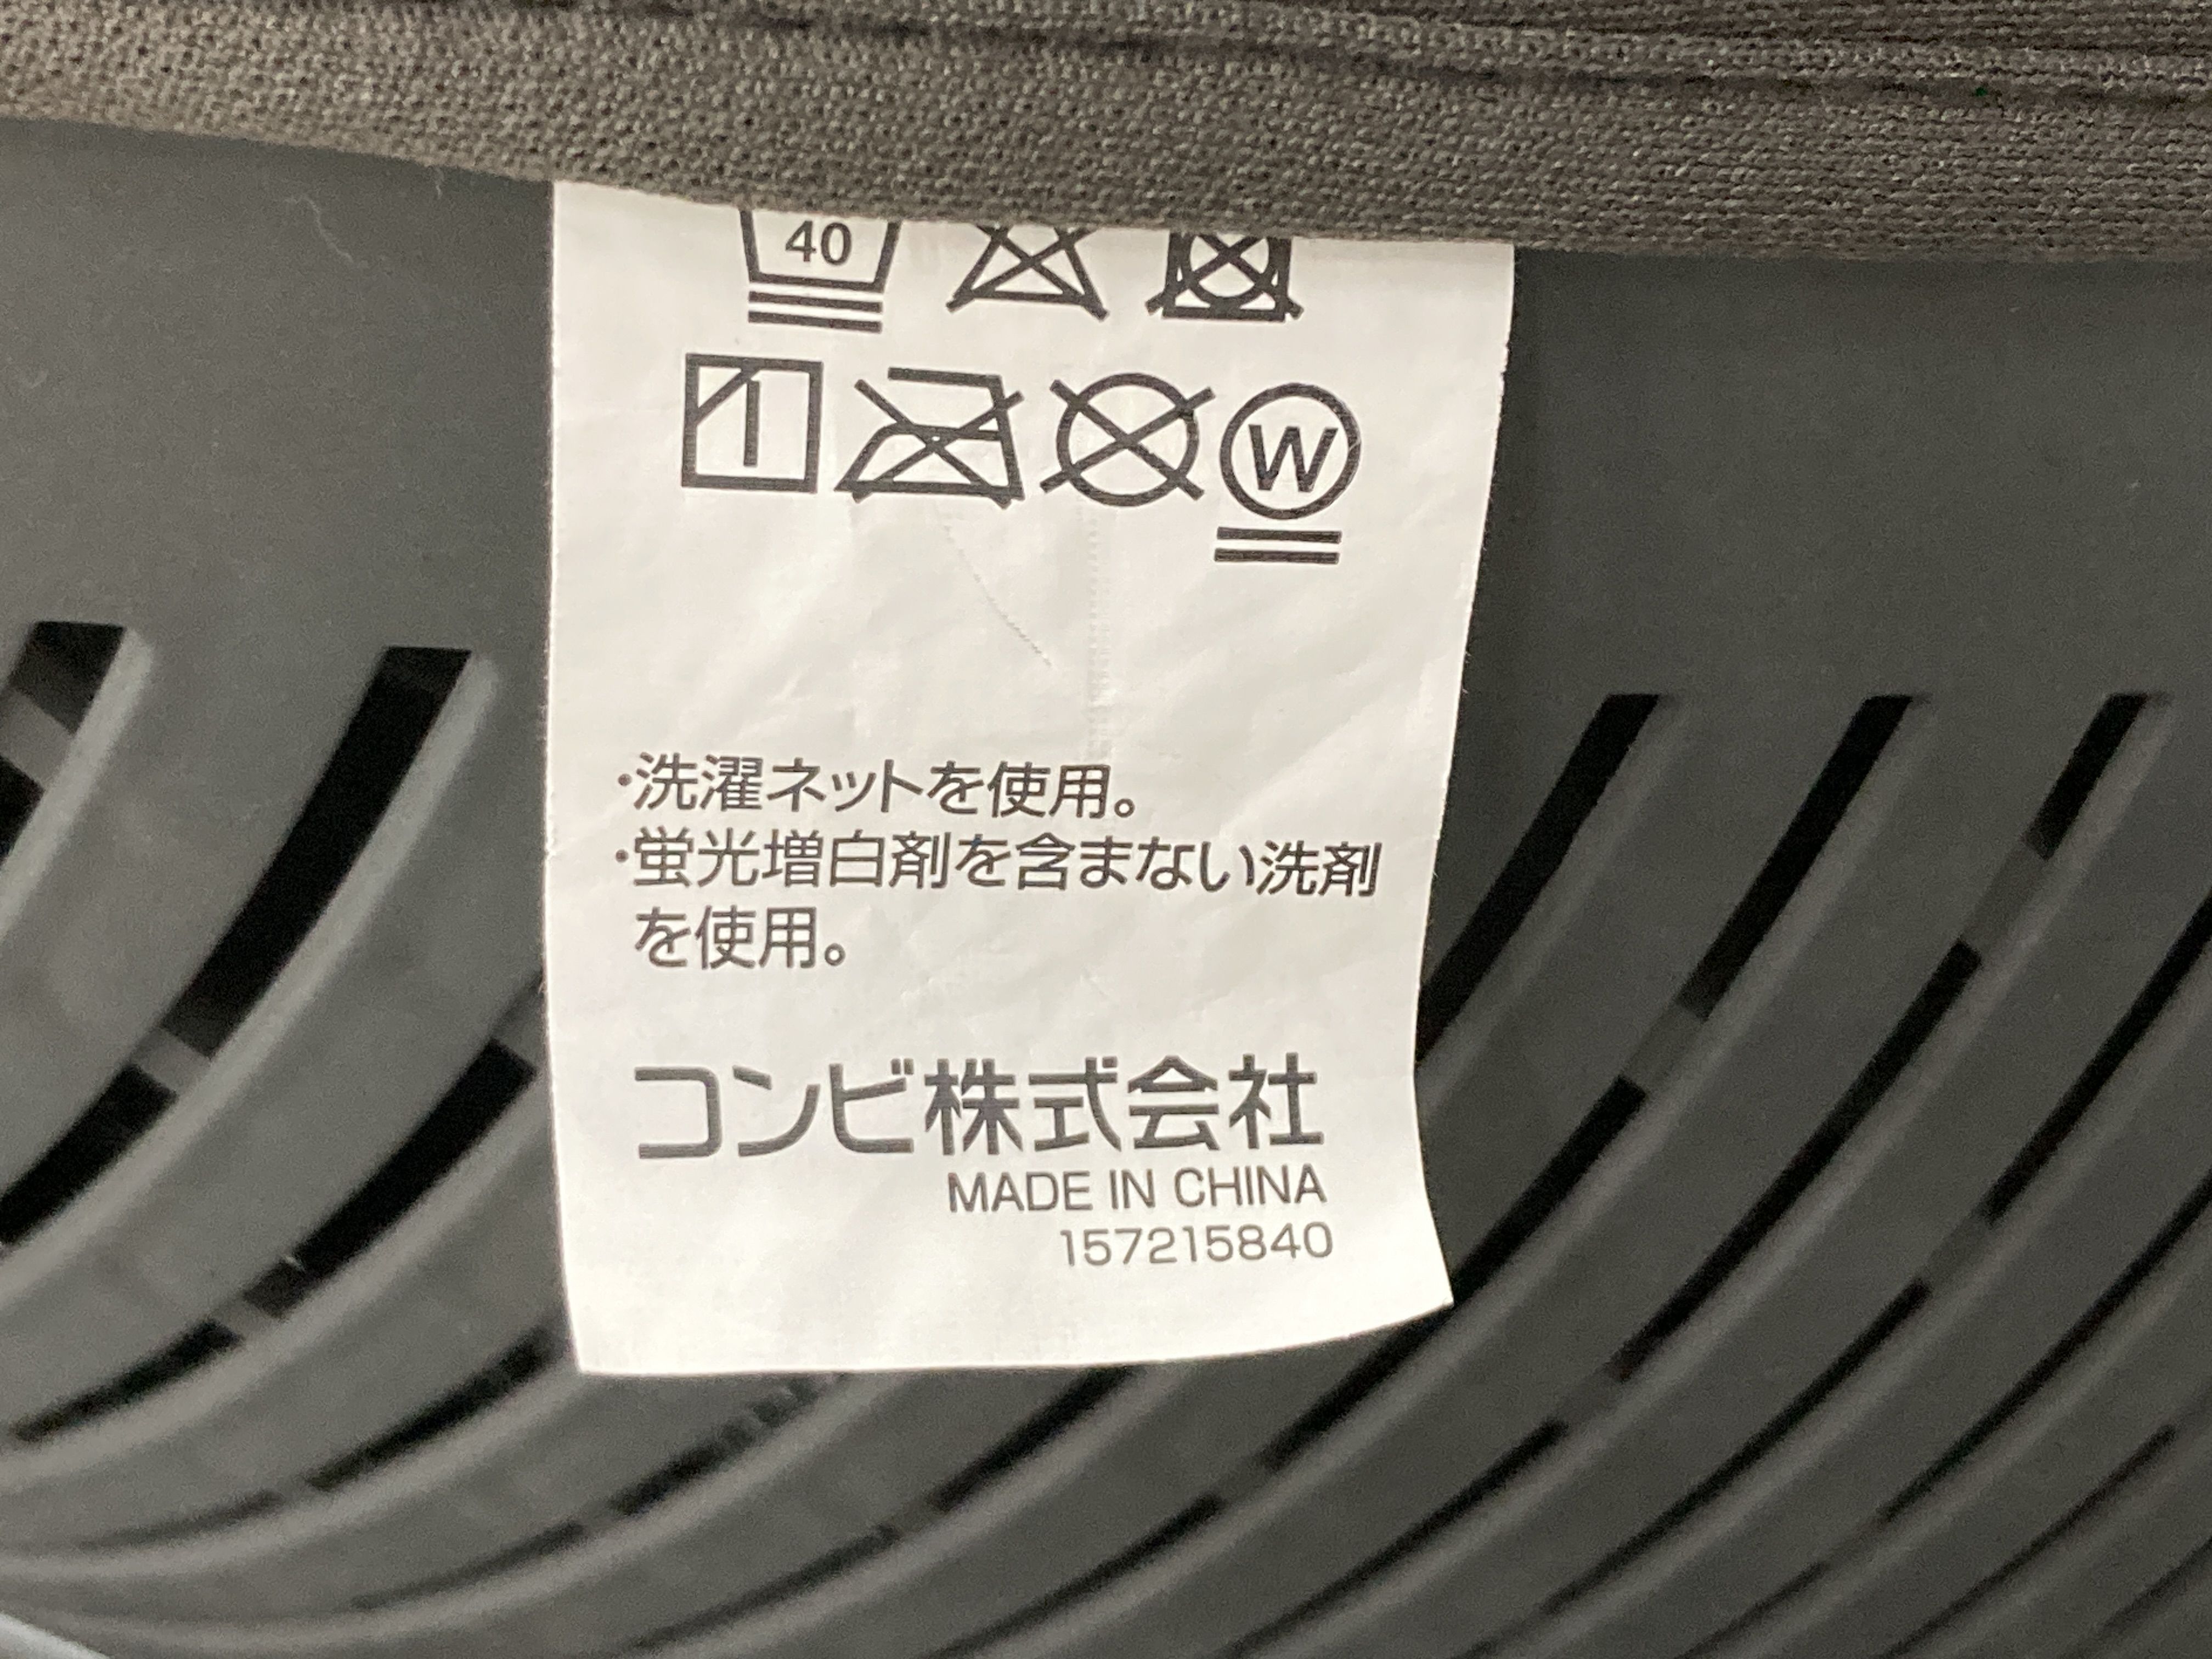 40
W
・洗濯ネットを使用。
・蛍光増白剤を含まない洗剤
を使用。
コンビ株式会社
MADE IN CHINA
157215840